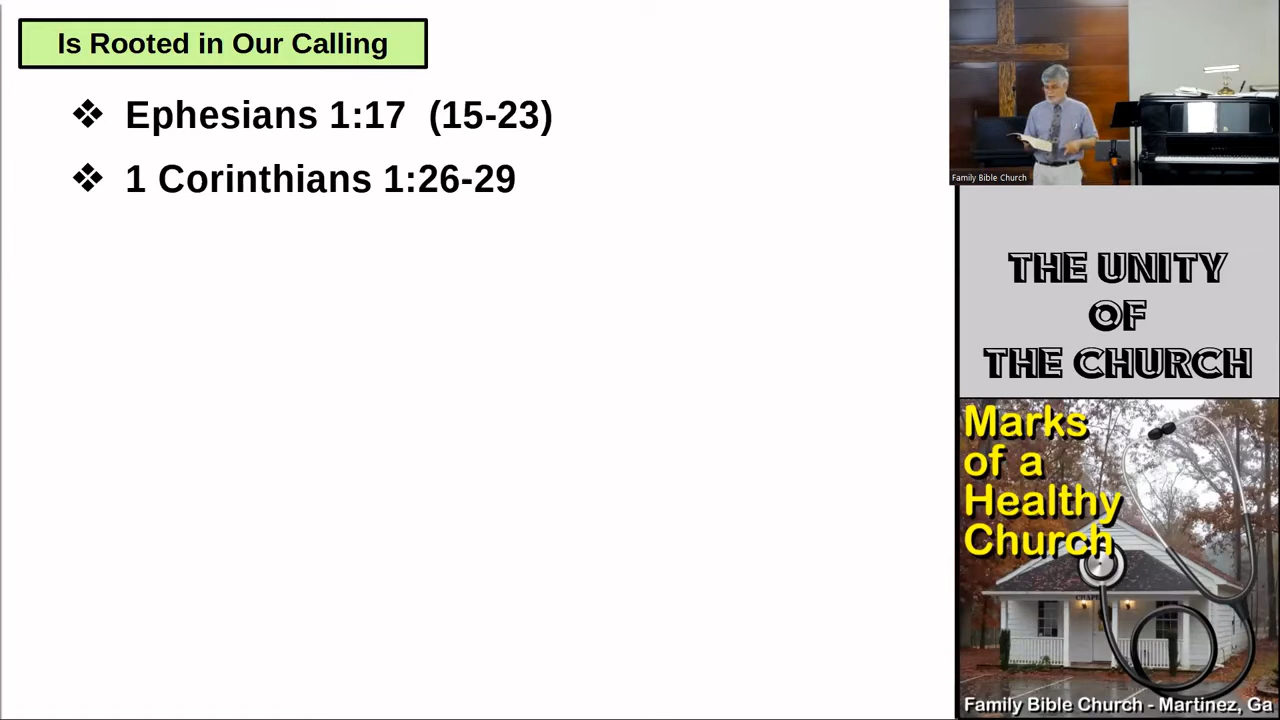 Is Rooted in Our Calling
❖ Ephesians 1:17 (15-23)
❖ 1 Corinthians 1:26-29
Family Bible Church
THE UNITY
OF
THE CHURCH
Marks
of a
Healthy
Church
Family Bible Church - Martinez, Ga